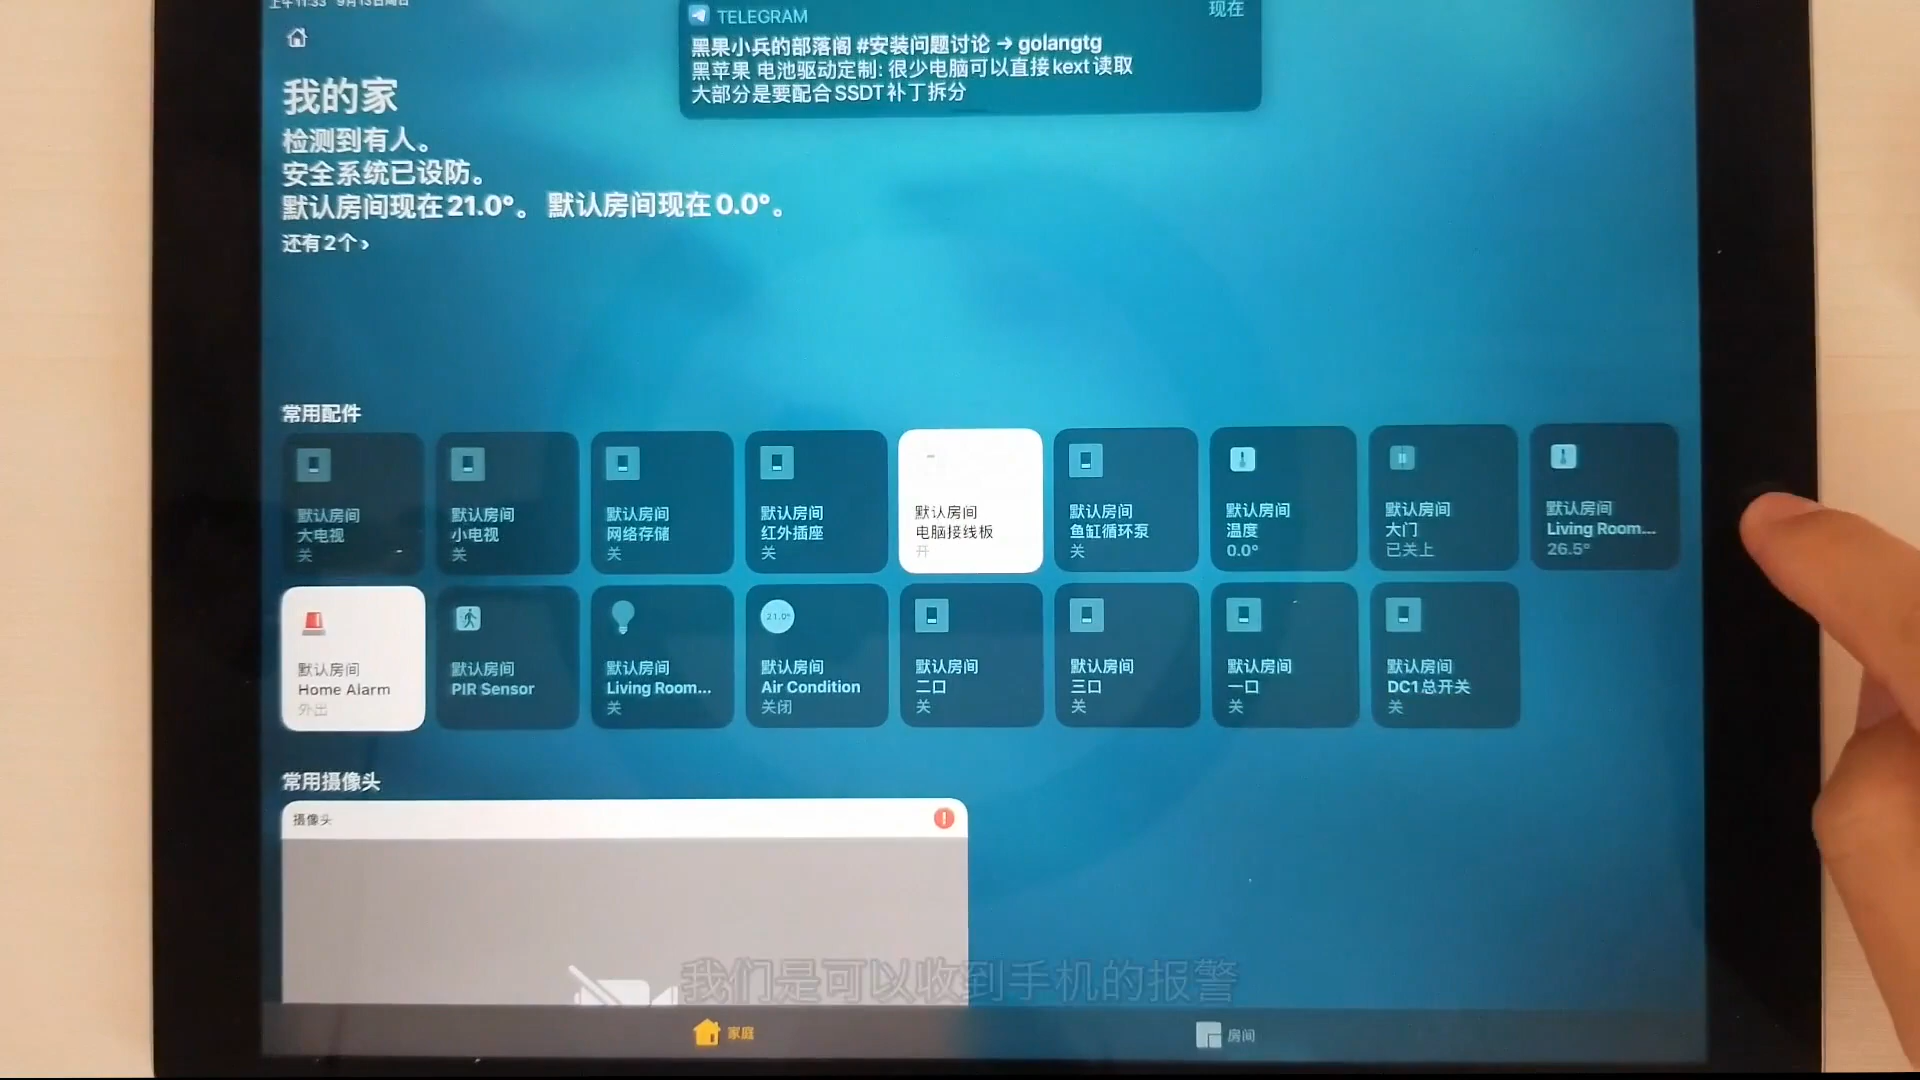 上午11:33 9月13日周日
TELEGRAM
现在
黑果小兵的部落阁 #安装问题讨论 → golangtg
黑苹果 电池驱动定制: 很少电脑可以直接kext读取
大部分是要配合SSDT补丁拆分
我的家
检测到有人。
安全系统已设防。
默认房间现在21.0°。 默认房间现在0.0°。
还有2个 ›
常用配件
默认房间
大电视
关
默认房间
小电视
关
默认房间
网络存储
关
默认房间
红外插座
关
默认房间
电脑接线板
开
默认房间
鱼缸循环泵
关
默认房间
温度
0.0°
默认房间
大门
已关上
默认房间
Living Room...
26.5°
默认房间
Home Alarm
外出
默认房间
PIR Sensor
默认房间
Living Room...
关
21.0°
默认房间
Air Condition
关闭
默认房间
二口
关
默认房间
三口
关
默认房间
一口
关
默认房间
DC1总开关
关
常用摄像头
摄像头
我们是可以收到手机的报警
家庭
房间